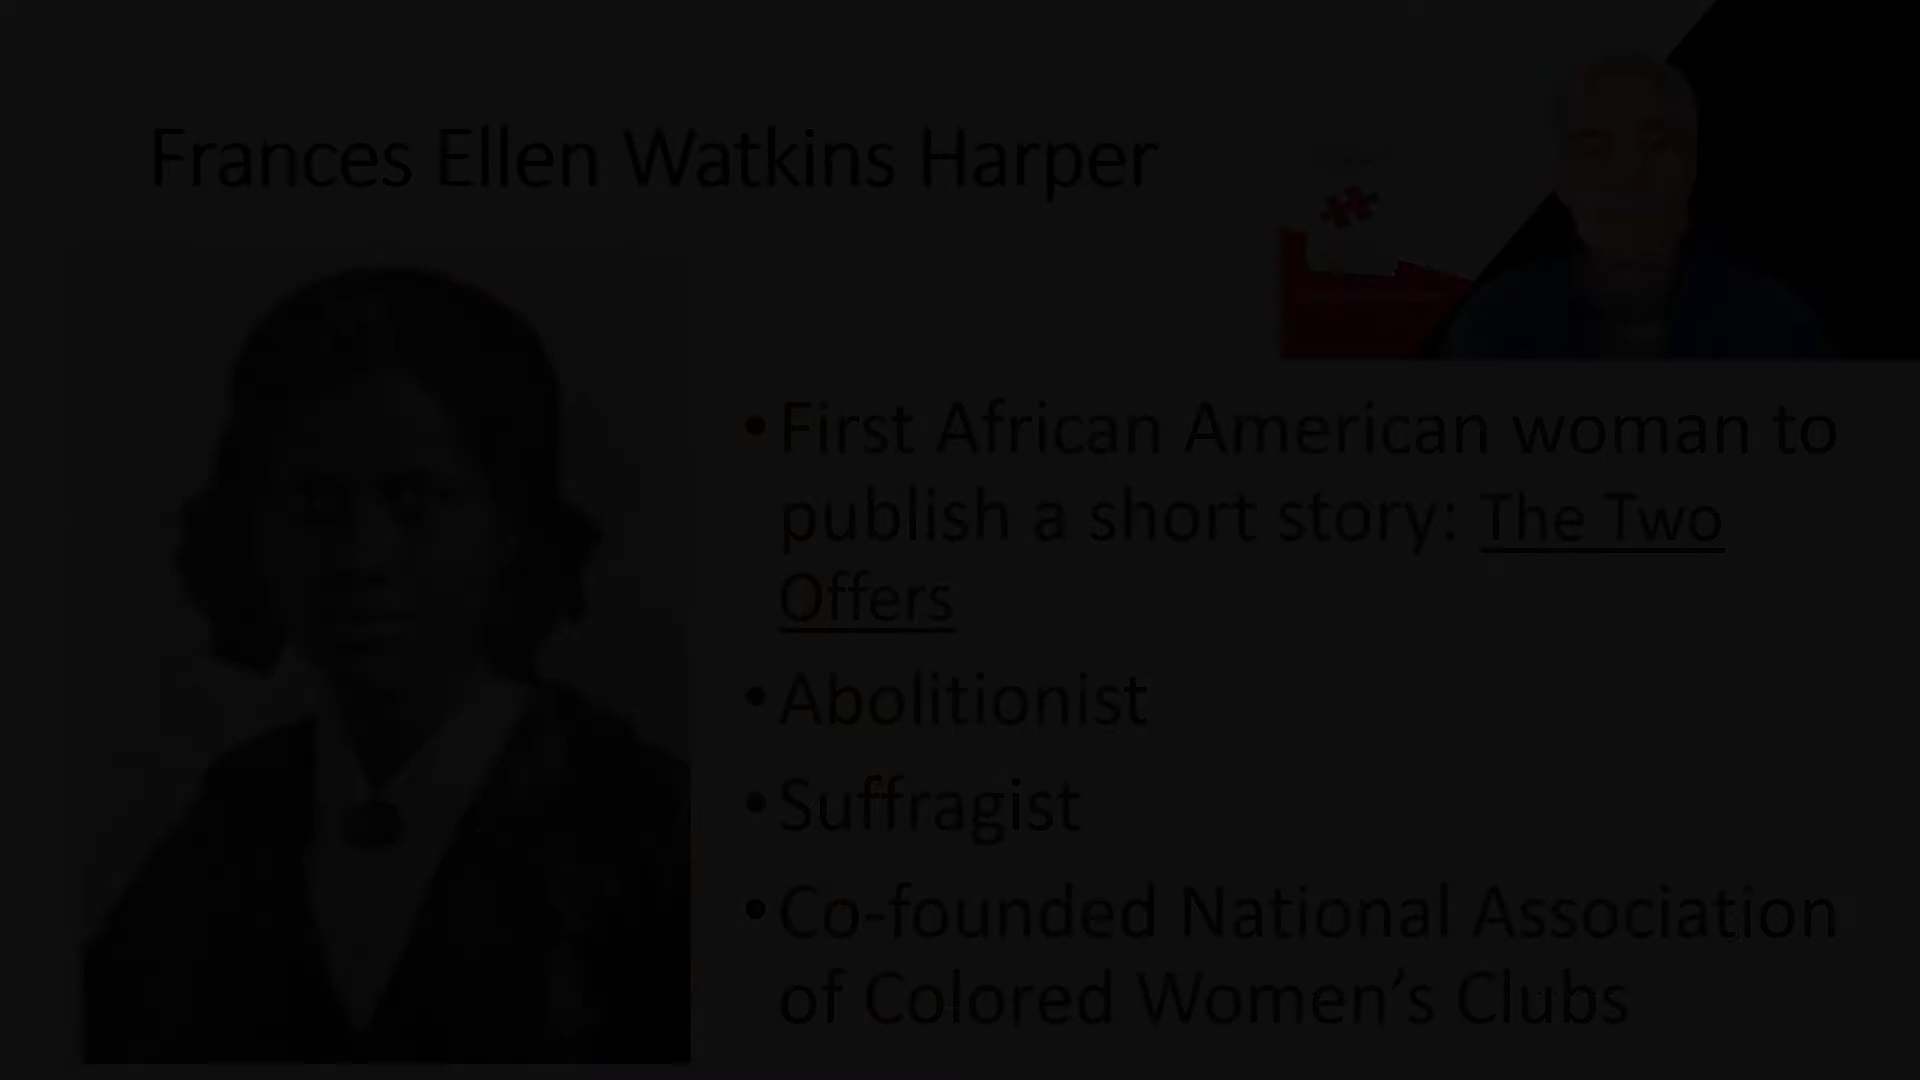 Frances Ellen Watkins Harper
• First African American woman to
publish a short story: The Two
Offers
• Abolitionist
• Suffragist
• Co-founded National Association
of Colored Women’s Clubs